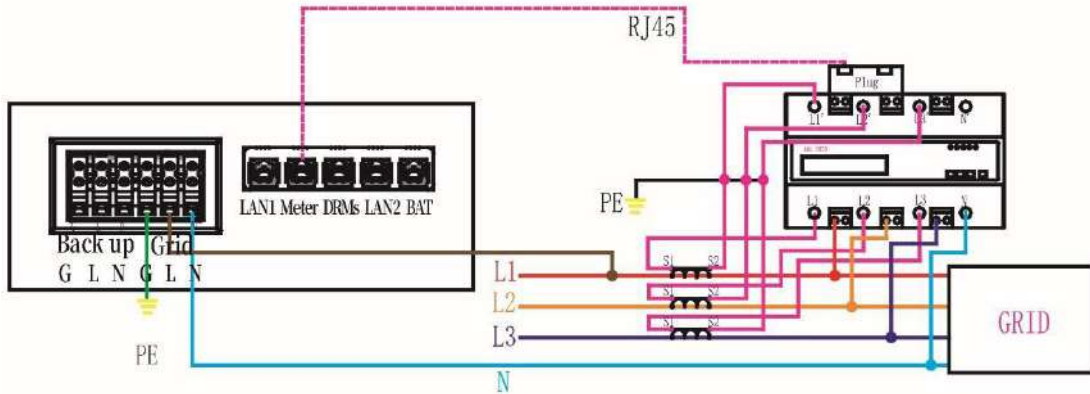 RJ45
Plug
L1' L2' L3' N'
LAN1 Meter DRMs LAN2 BAT
PE
L1 L2 L3 N
Back up Grid
G L N G L N
S1 S2
L1
S1 S2
L2
S1 S2
L3
GRID
PE
N